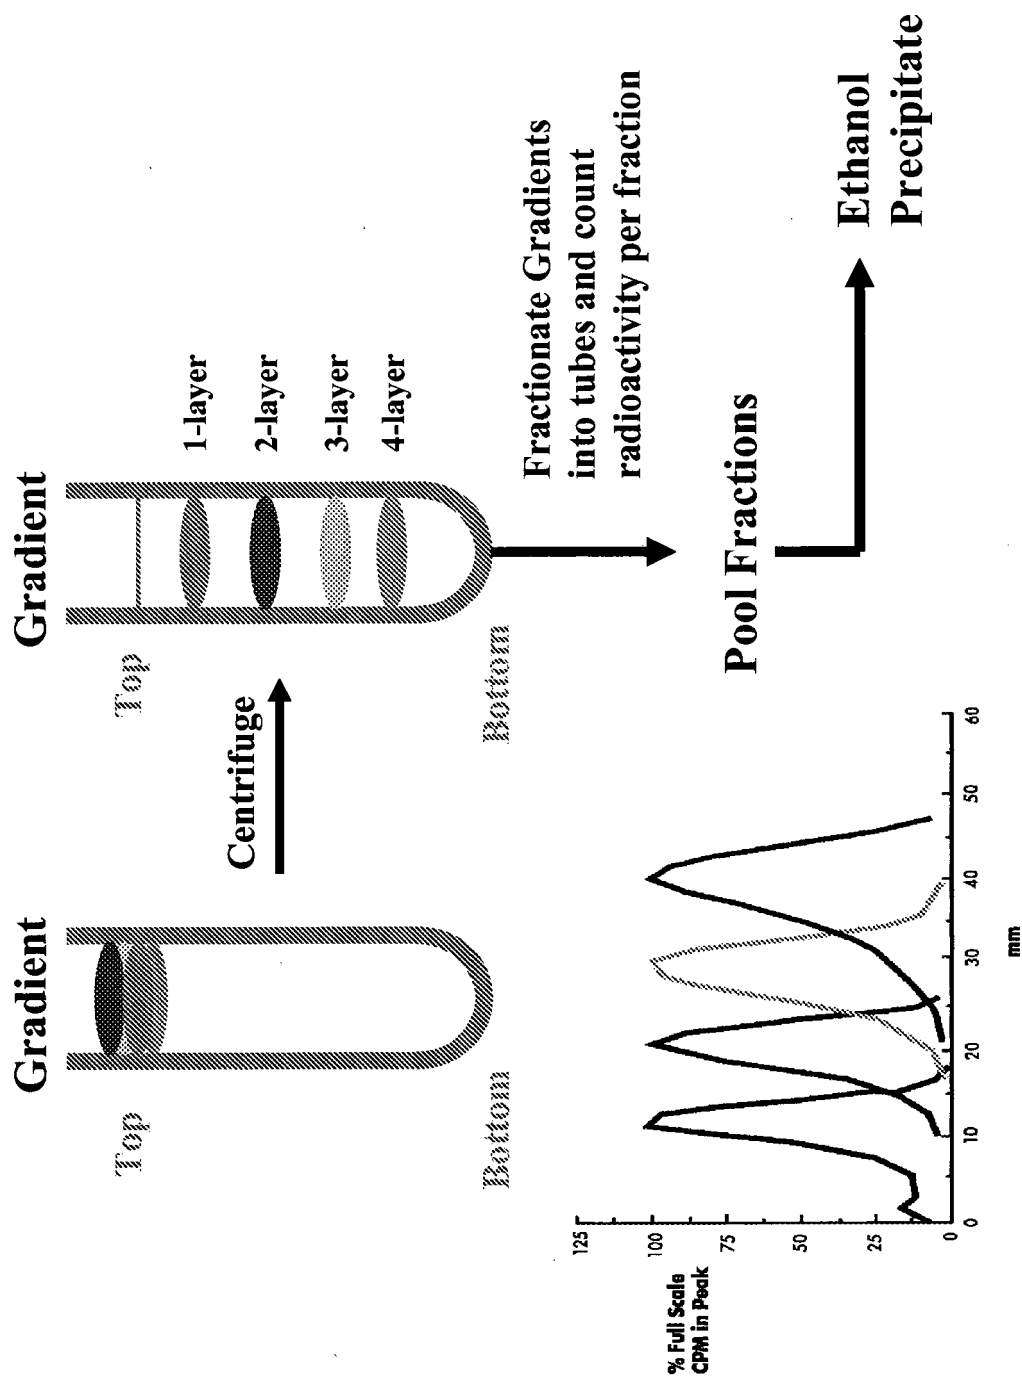 Gradient
Gradient
Top
Top
Centrifuge
1-layer
2-layer
3-layer
4-layer
Bottom
Bottom
Fractionate Gradients
into tubes and count
radioactivity per fraction
Pool Fractions
Ethanol
Precipitate
% Full Scale
CPM in Peak
125
100
75
50
25
0
0
10
20
30
40
50
60
mm